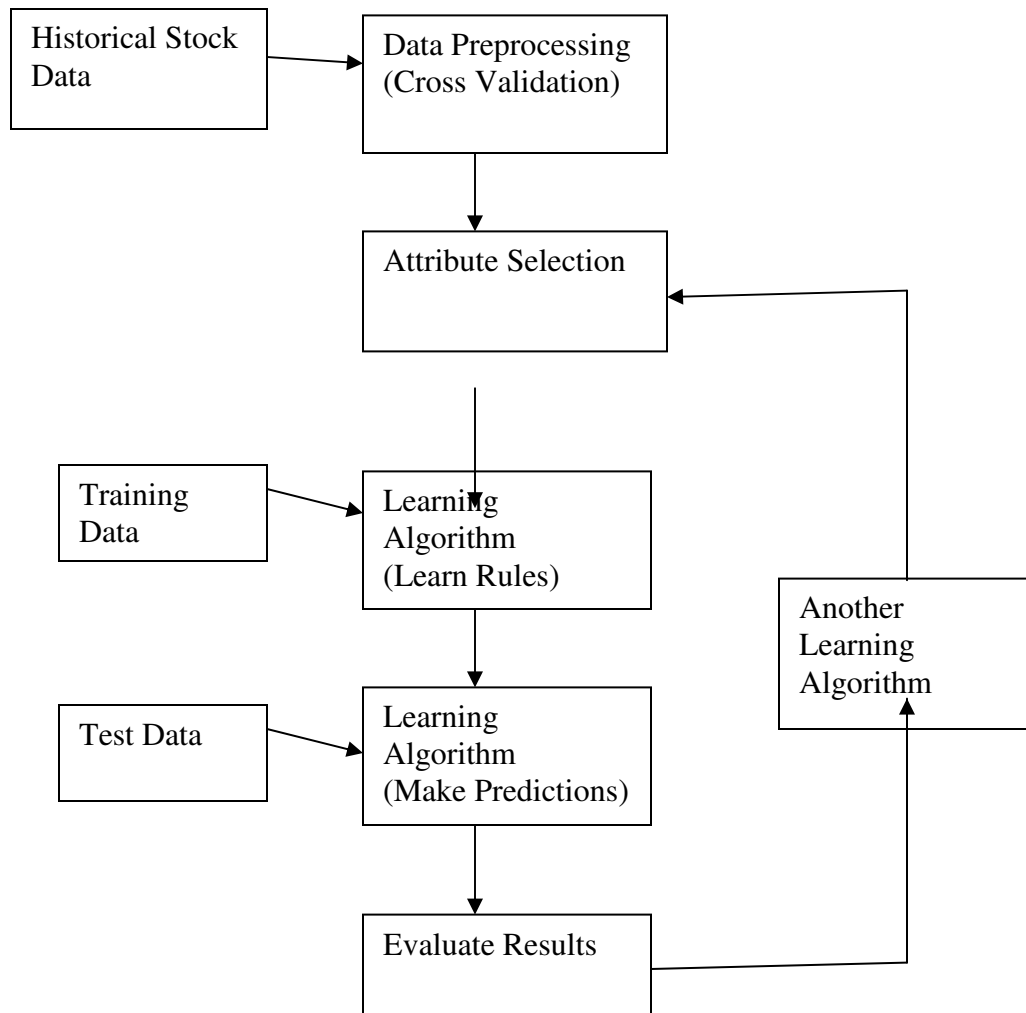 Historical Stock
Data
Data Preprocessing
(Cross Validation)
Attribute Selection
Training
Data
Learning
Algorithm
(Learn Rules)
Another
Learning
Algorithm
Test Data
Learning
Algorithm
(Make Predictions)
Evaluate Results